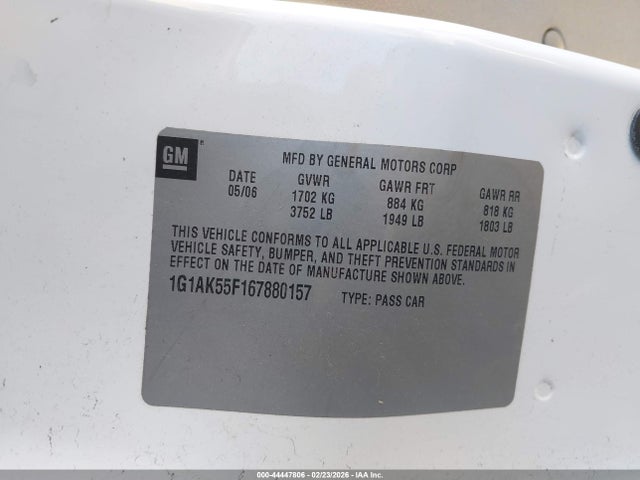 GM
MFD BY GENERAL MOTORS CORP
DATE GVWR GAWR FRT GAWR RR
05/06 1702 KG 884 KG 818 KG
3752 LB 1949 LB 1803 LB
THIS VEHICLE CONFORMS TO ALL APPLICABLE U.S. FEDERAL MOTOR
VEHICLE SAFETY, BUMPER, AND THEFT PREVENTION STANDARDS IN
EFFECT ON THE DATE OF MANUFACTURE SHOWN ABOVE.
1G1AK55F167880157 TYPE: PASS CAR
000-44447806 - 02/23/2026 - IAA Inc.